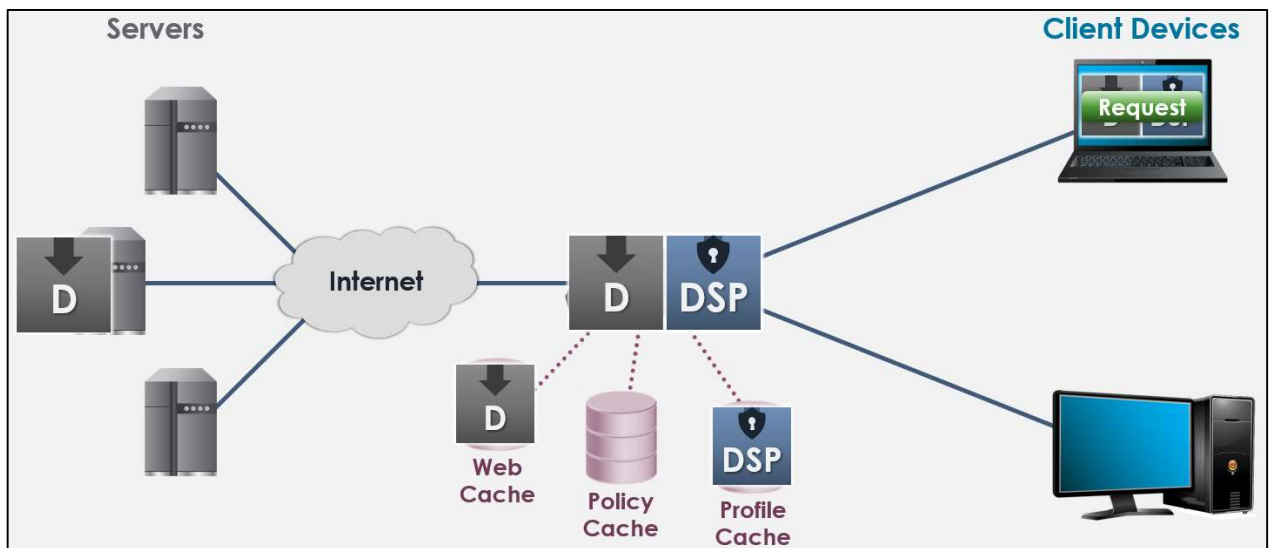 Servers
Client Devices
Request
D
Internet
D
DSP
D
Web
Cache
Policy
Cache
DSP
Profile
Cache